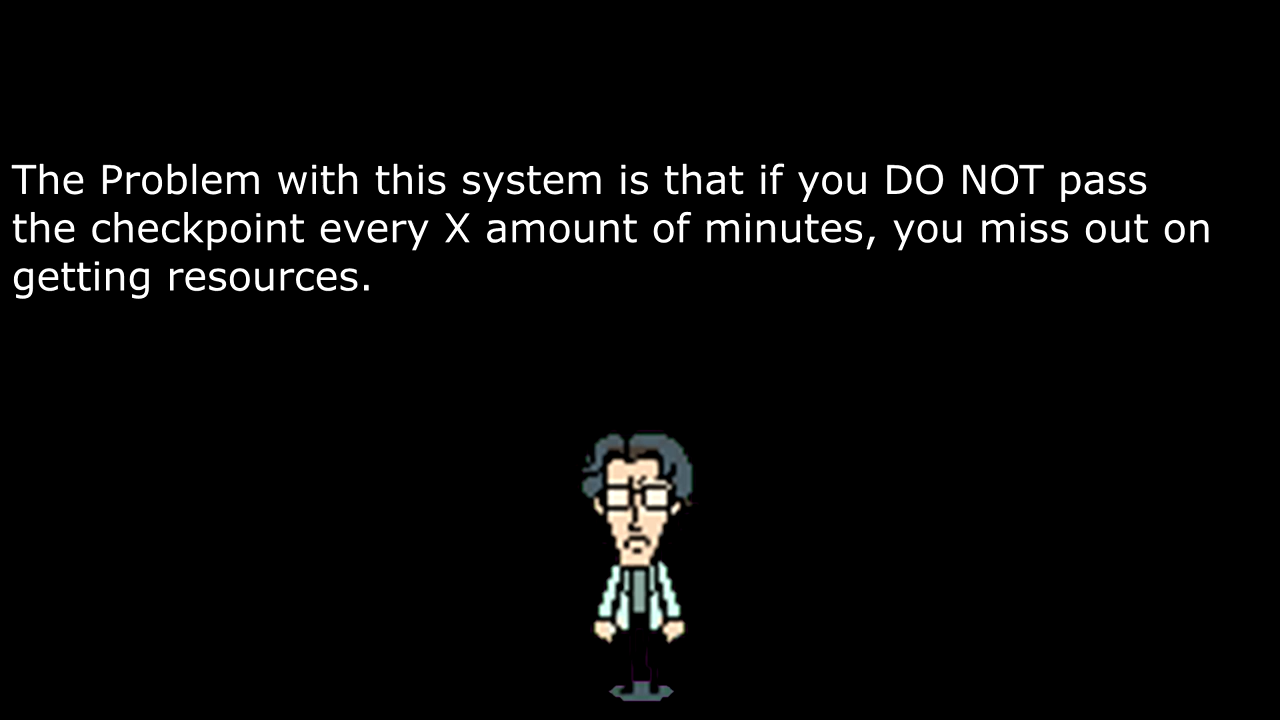 The Problem with this system is that if you DO NOT pass
the checkpoint every X amount of minutes, you miss out on
getting resources.